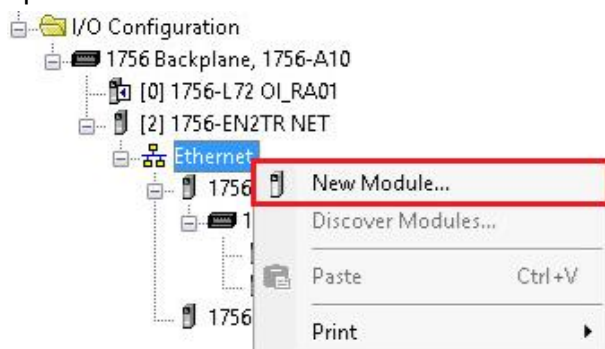 I/O Configuration
1756 Backplane, 1756-A10
[0] 1756-L72 OI_RA01
[2] 1756-EN2TR NET
Ethernet
1756
New Module...
1
Discover Modules...
Paste Ctrl+V
1756
Print